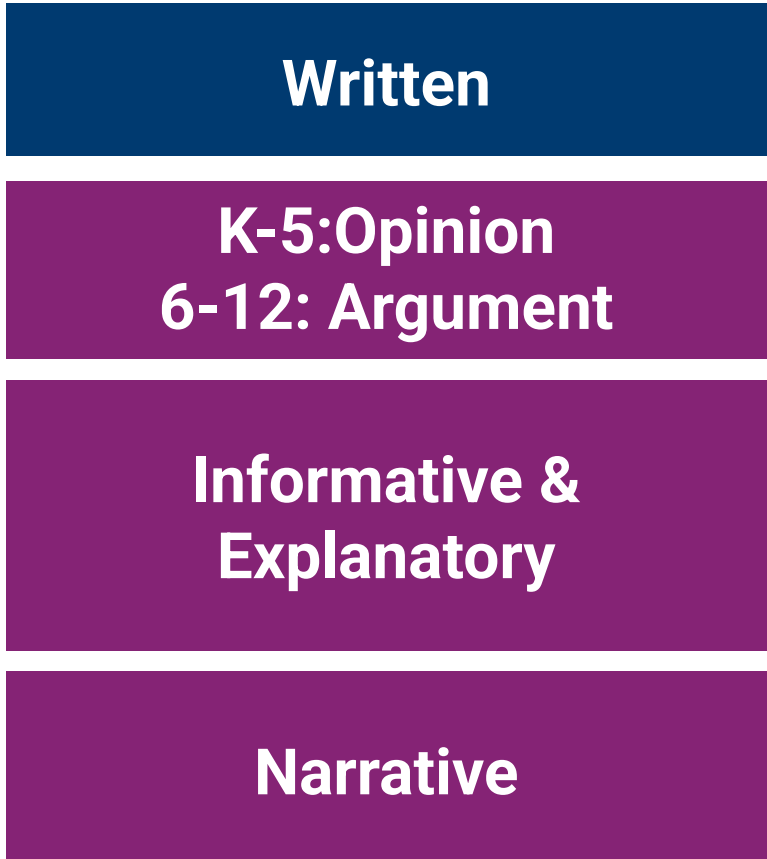 Written
K-5:Opinion
6-12: Argument
Informative &
Explanatory
Narrative